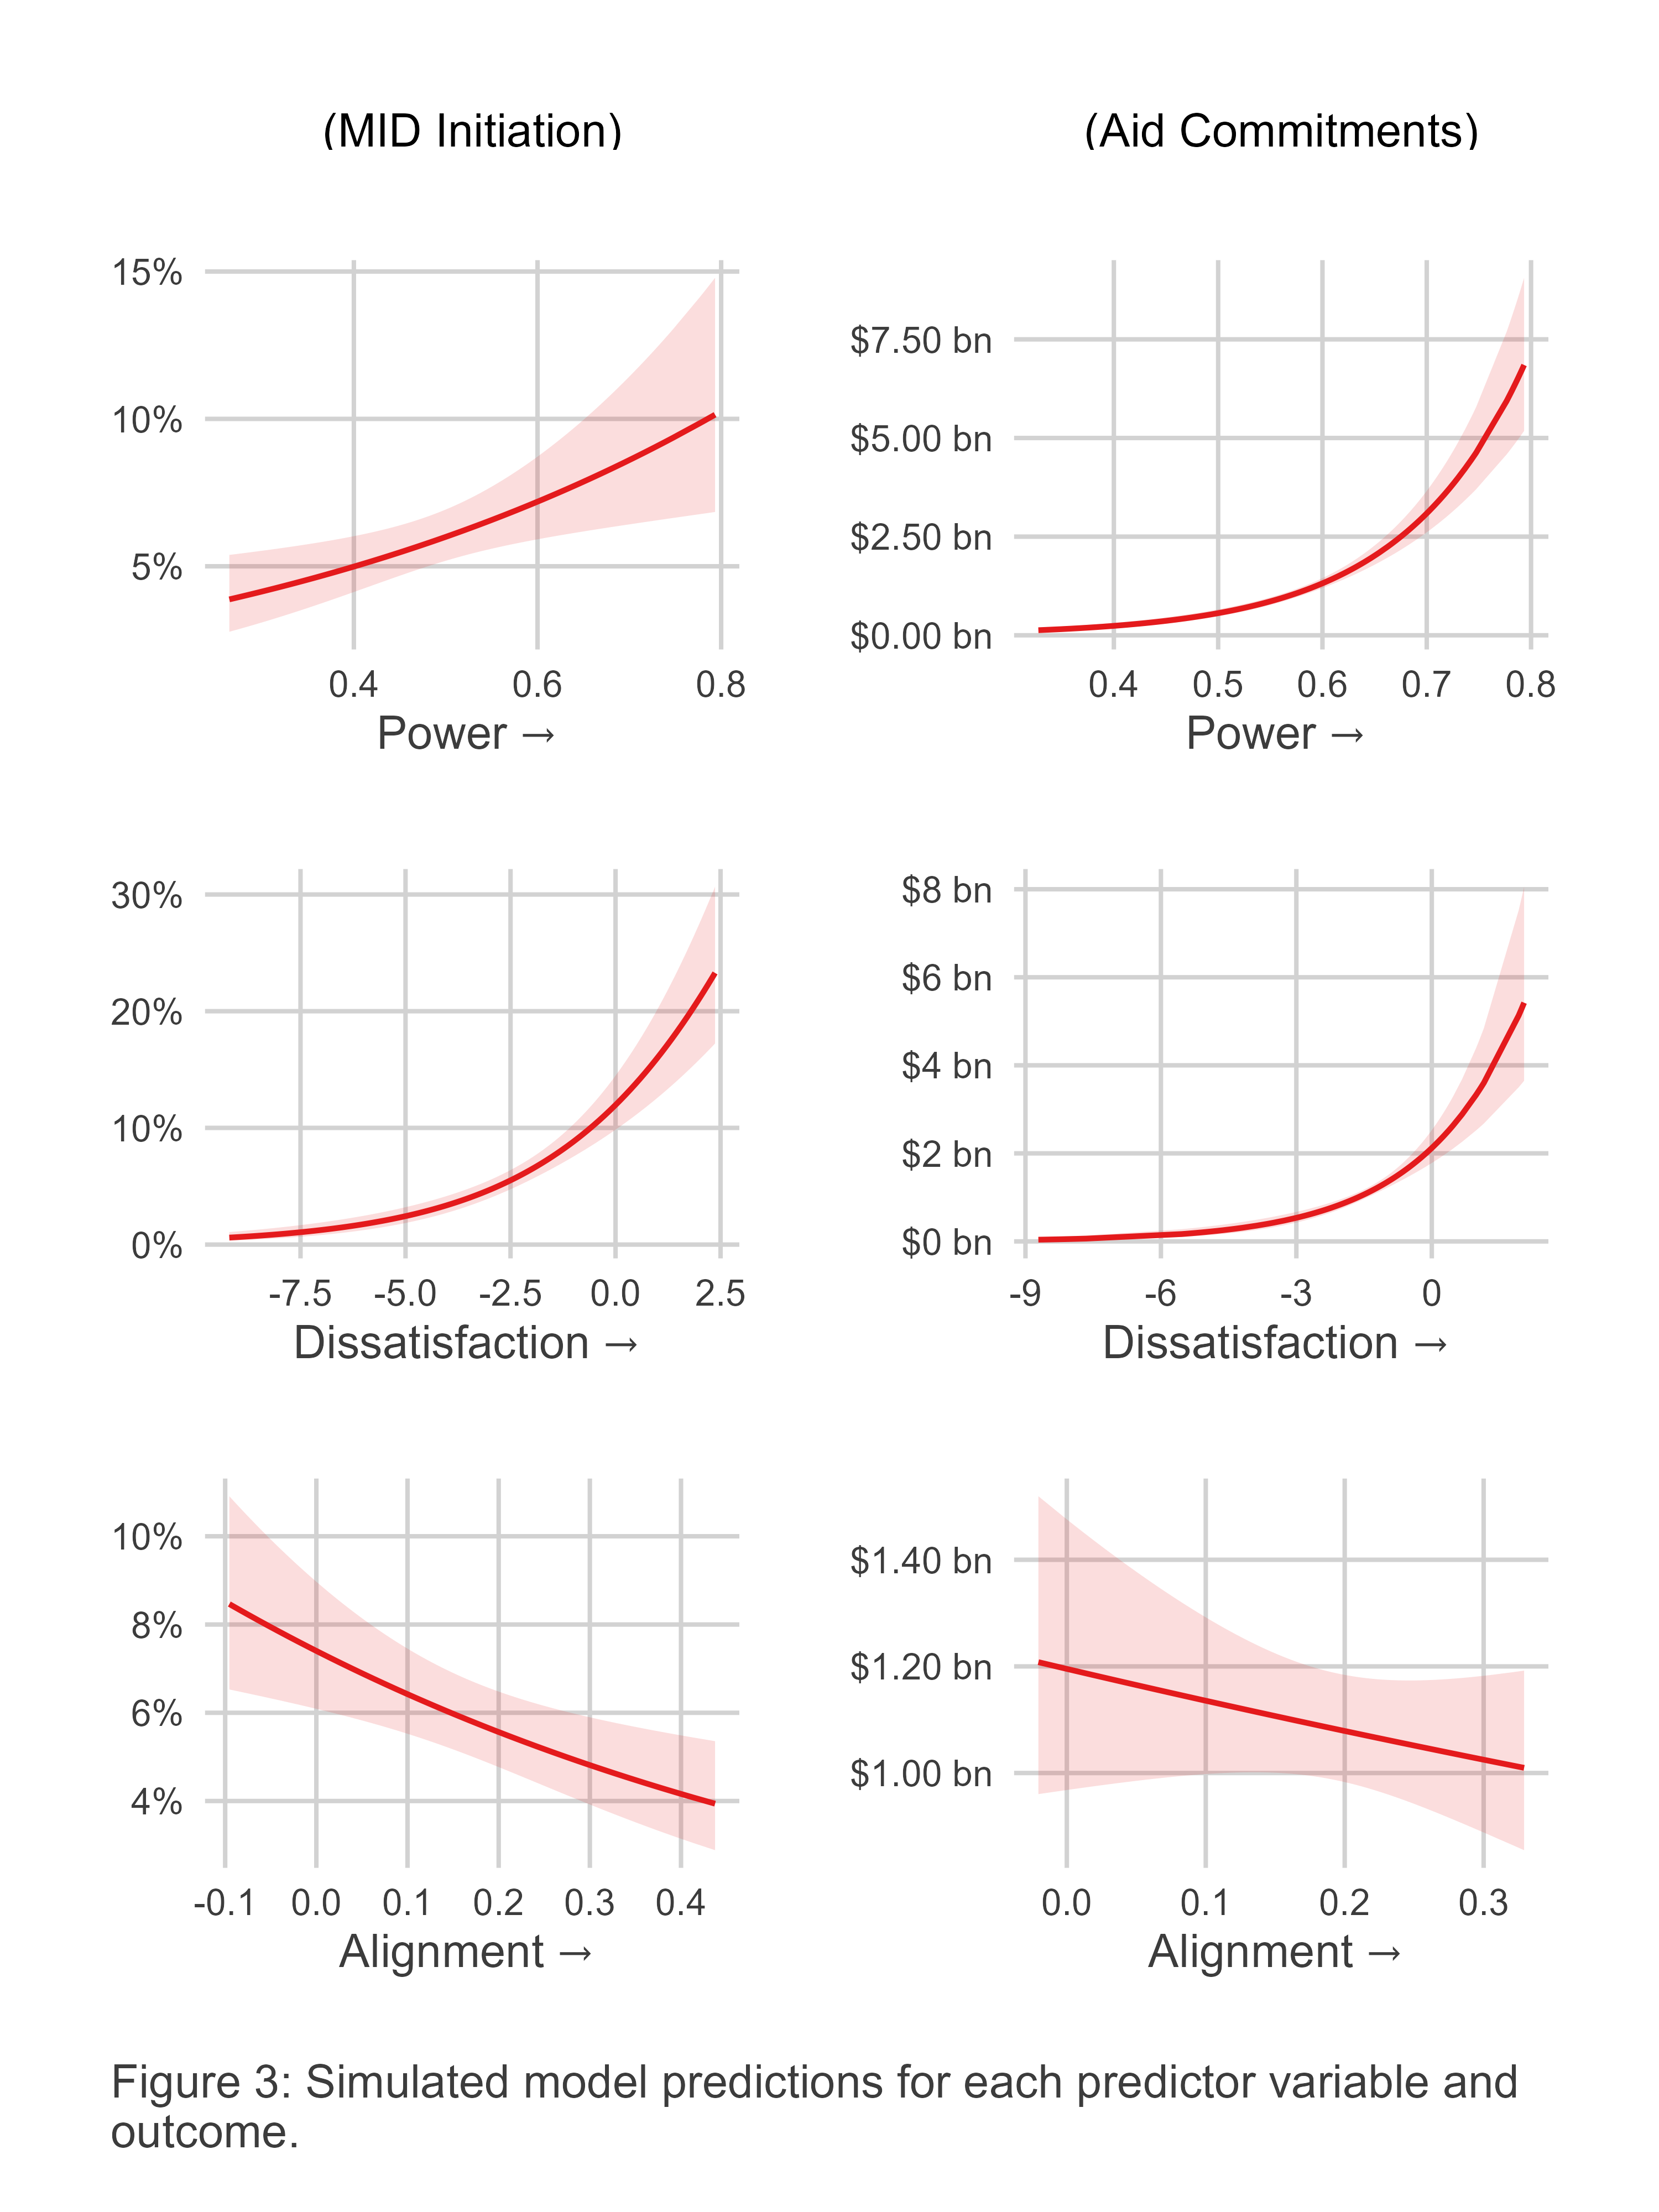 (MID Initiation)
(Aid Commitments)
15%
10%
5%
0.4 0.6 0.8
Power →
$7.50 bn
$5.00 bn
$2.50 bn
$0.00 bn
0.4 0.5 0.6 0.7 0.8
Power →
30%
20%
10%
0%
-7.5 -5.0 -2.5 0.0 2.5
Dissatisfaction →
$8 bn
$6 bn
$4 bn
$2 bn
$0 bn
-9 -6 -3 0
Dissatisfaction →
10%
8%
6%
4%
-0.1 0.0 0.1 0.2 0.3 0.4
Alignment →
$1.40 bn
$1.20 bn
$1.00 bn
0.0 0.1 0.2 0.3
Alignment →
Figure 3: Simulated model predictions for each predictor variable and
outcome.